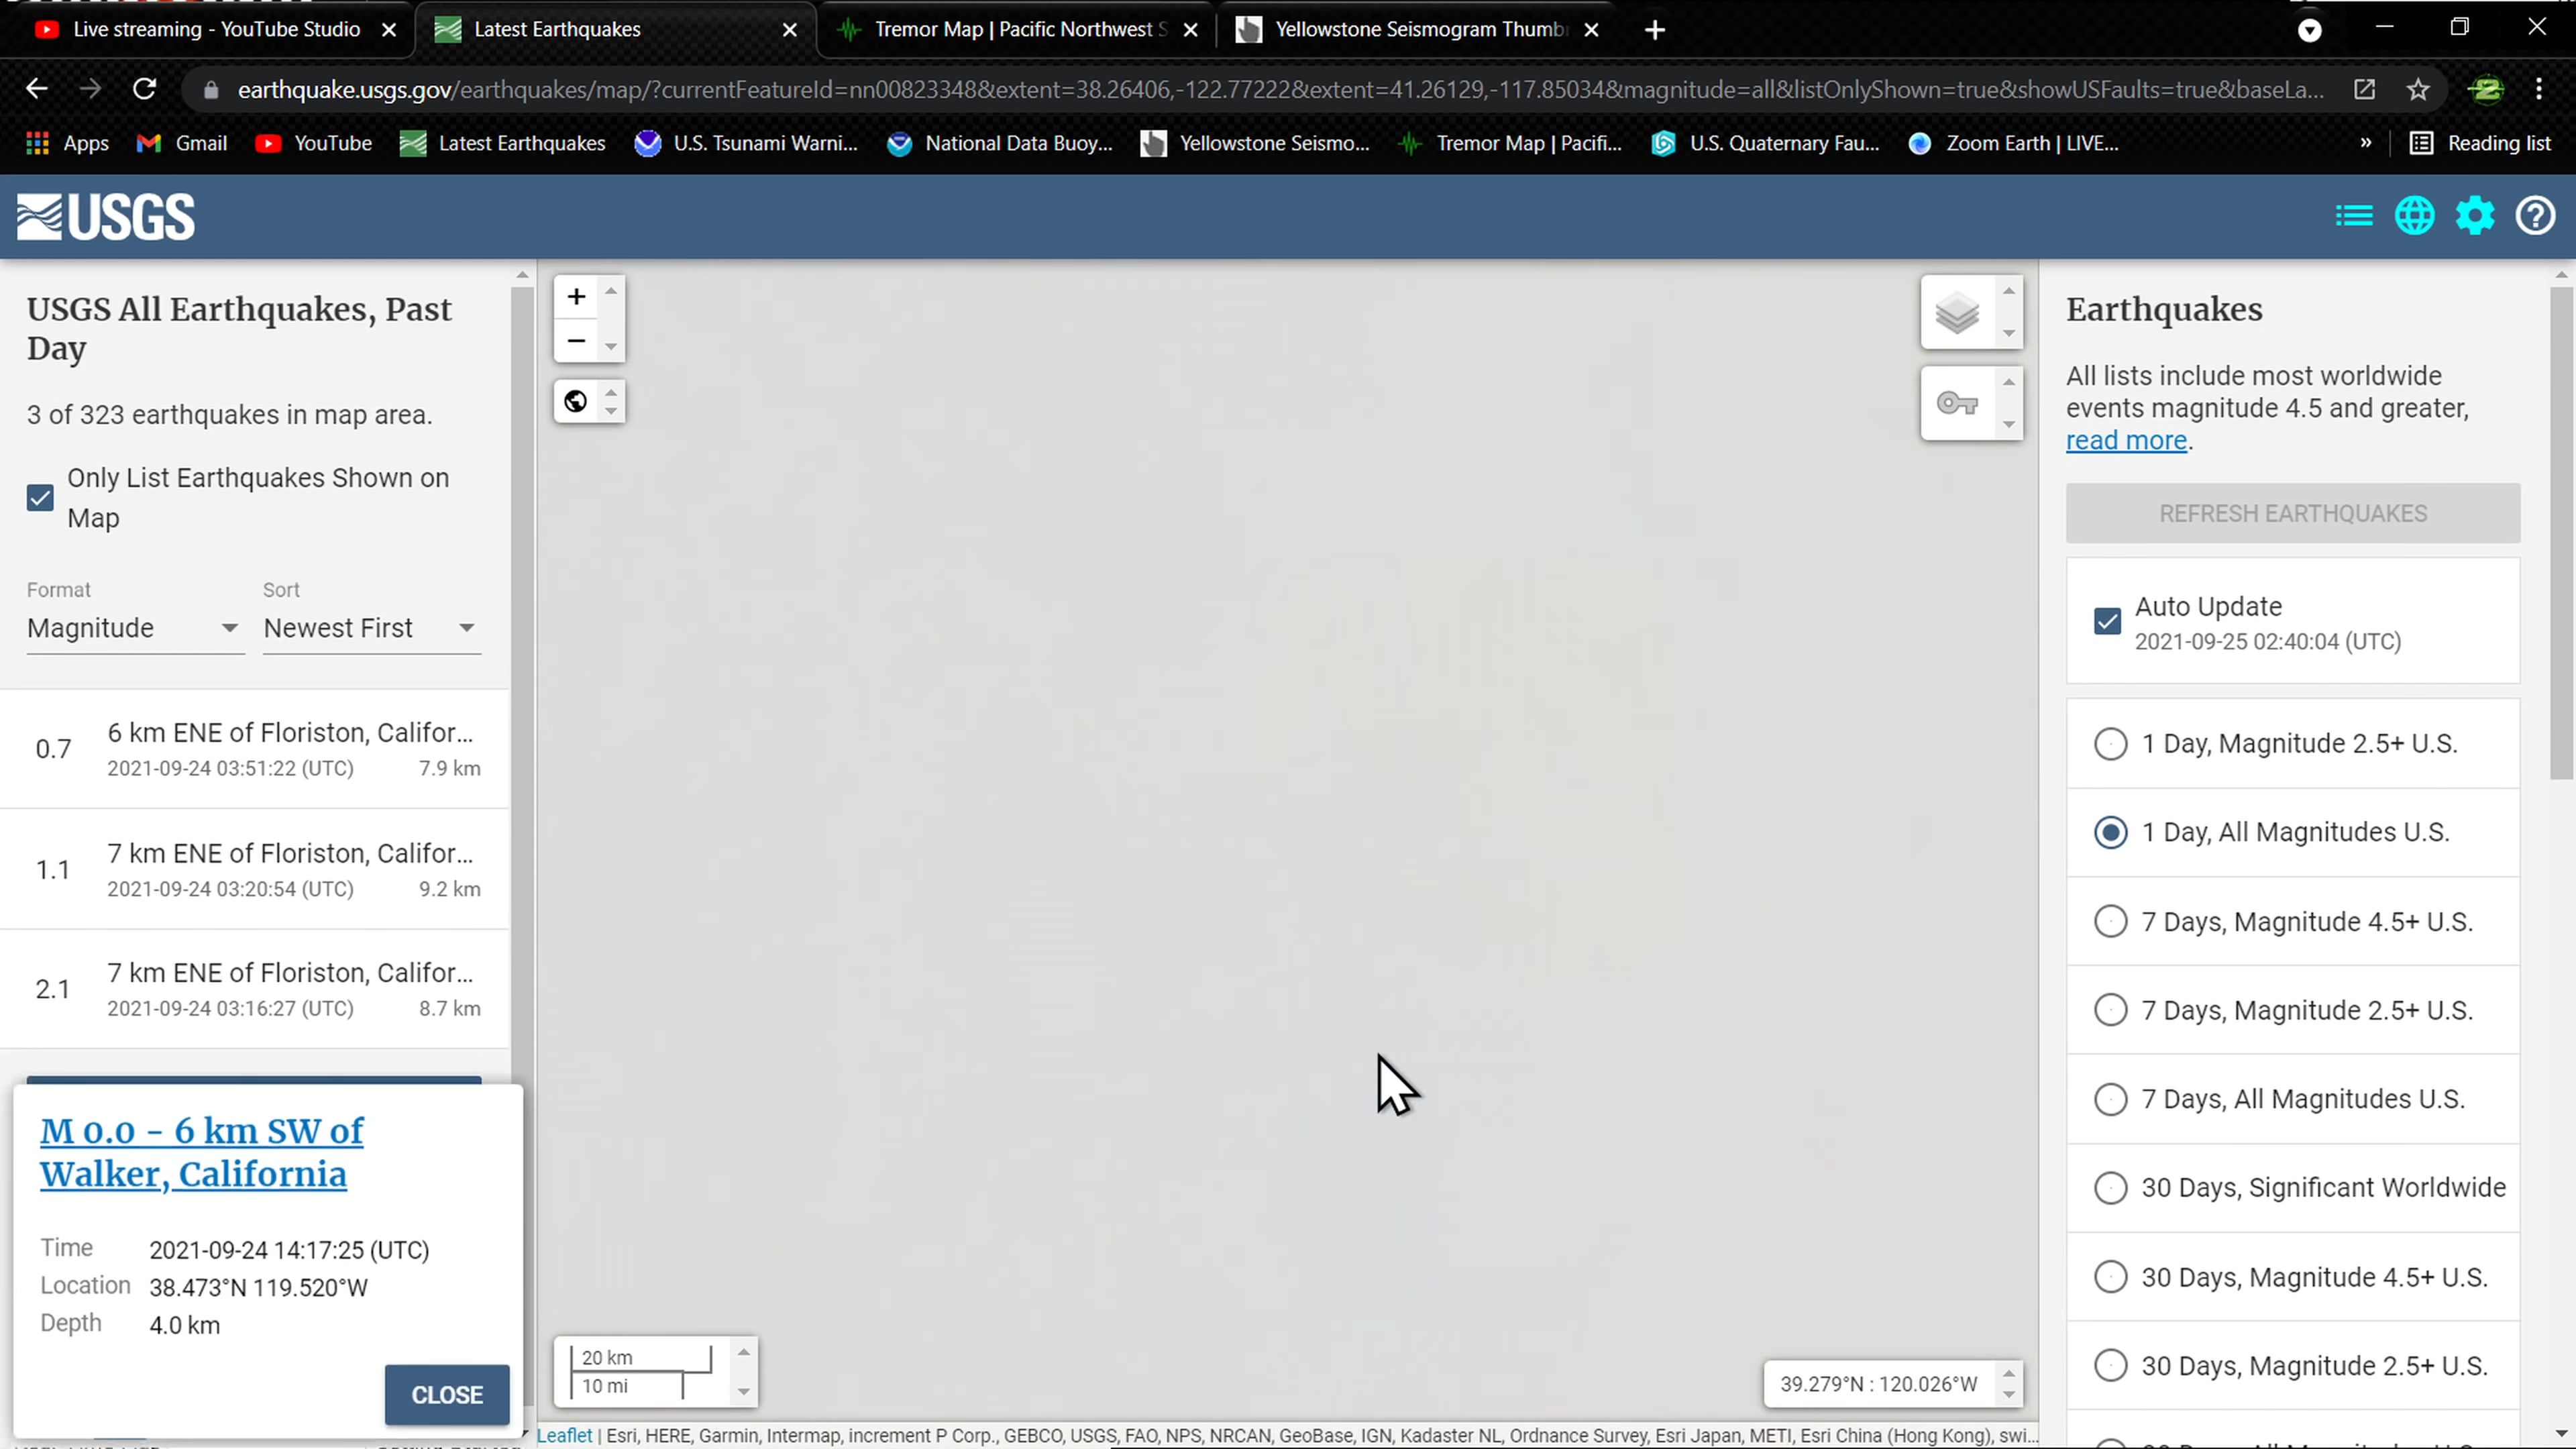 Live streaming - YouTube Studio
Latest Earthquakes
Tremor Map | Pacific Northwest S
Yellowstone Seismogram Thumbn
earthquake.usgs.gov/earthquakes/map/?currentFeatureId=nn00823348&extent=38.26406,-122.77222&extent=41.26129,-117.85034&magnitude=all&listOnlyShown=true&showUSFaults=true&baseLa...
Apps
Gmail
YouTube
Latest Earthquakes
U.S. Tsunami Warni...
National Data Buoy...
Yellowstone Seismo...
Tremor Map | Pacifi...
U.S. Quaternary Fau...
Zoom Earth | LIVE...
»
Reading list
USGS
USGS All Earthquakes, Past
Day
3 of 323 earthquakes in map area.
Only List Earthquakes Shown on
Map
Format
Sort
Magnitude
Newest First
0.7
6 km ENE of Floriston, Califor...
2021-09-24 03:51:22 (UTC) 7.9 km
1.1
7 km ENE of Floriston, Califor...
2021-09-24 03:20:54 (UTC) 9.2 km
2.1
7 km ENE of Floriston, Califor...
2021-09-24 03:16:27 (UTC) 8.7 km
M 0.0 - 6 km SW of
Walker, California
Time 2021-09-24 14:17:25 (UTC)
Location 38.473°N 119.520°W
Depth 4.0 km
CLOSE
+
−
20 km
10 mi
39.279°N : 120.026°W
Leaflet | Esri, HERE, Garmin, Intermap, increment P Corp., GEBCO, USGS, FAO, NPS, NRCAN, GeoBase, IGN, Kadaster NL, Ordnance Survey, Esri Japan, METI, Esri China (Hong Kong), swi...
Earthquakes
All lists include most worldwide
events magnitude 4.5 and greater,
read more.
REFRESH EARTHQUAKES
Auto Update
2021-09-25 02:40:04 (UTC)
1 Day, Magnitude 2.5+ U.S.
1 Day, All Magnitudes U.S.
7 Days, Magnitude 4.5+ U.S.
7 Days, Magnitude 2.5+ U.S.
7 Days, All Magnitudes U.S.
30 Days, Significant Worldwide
30 Days, Magnitude 4.5+ U.S.
30 Days, Magnitude 2.5+ U.S.